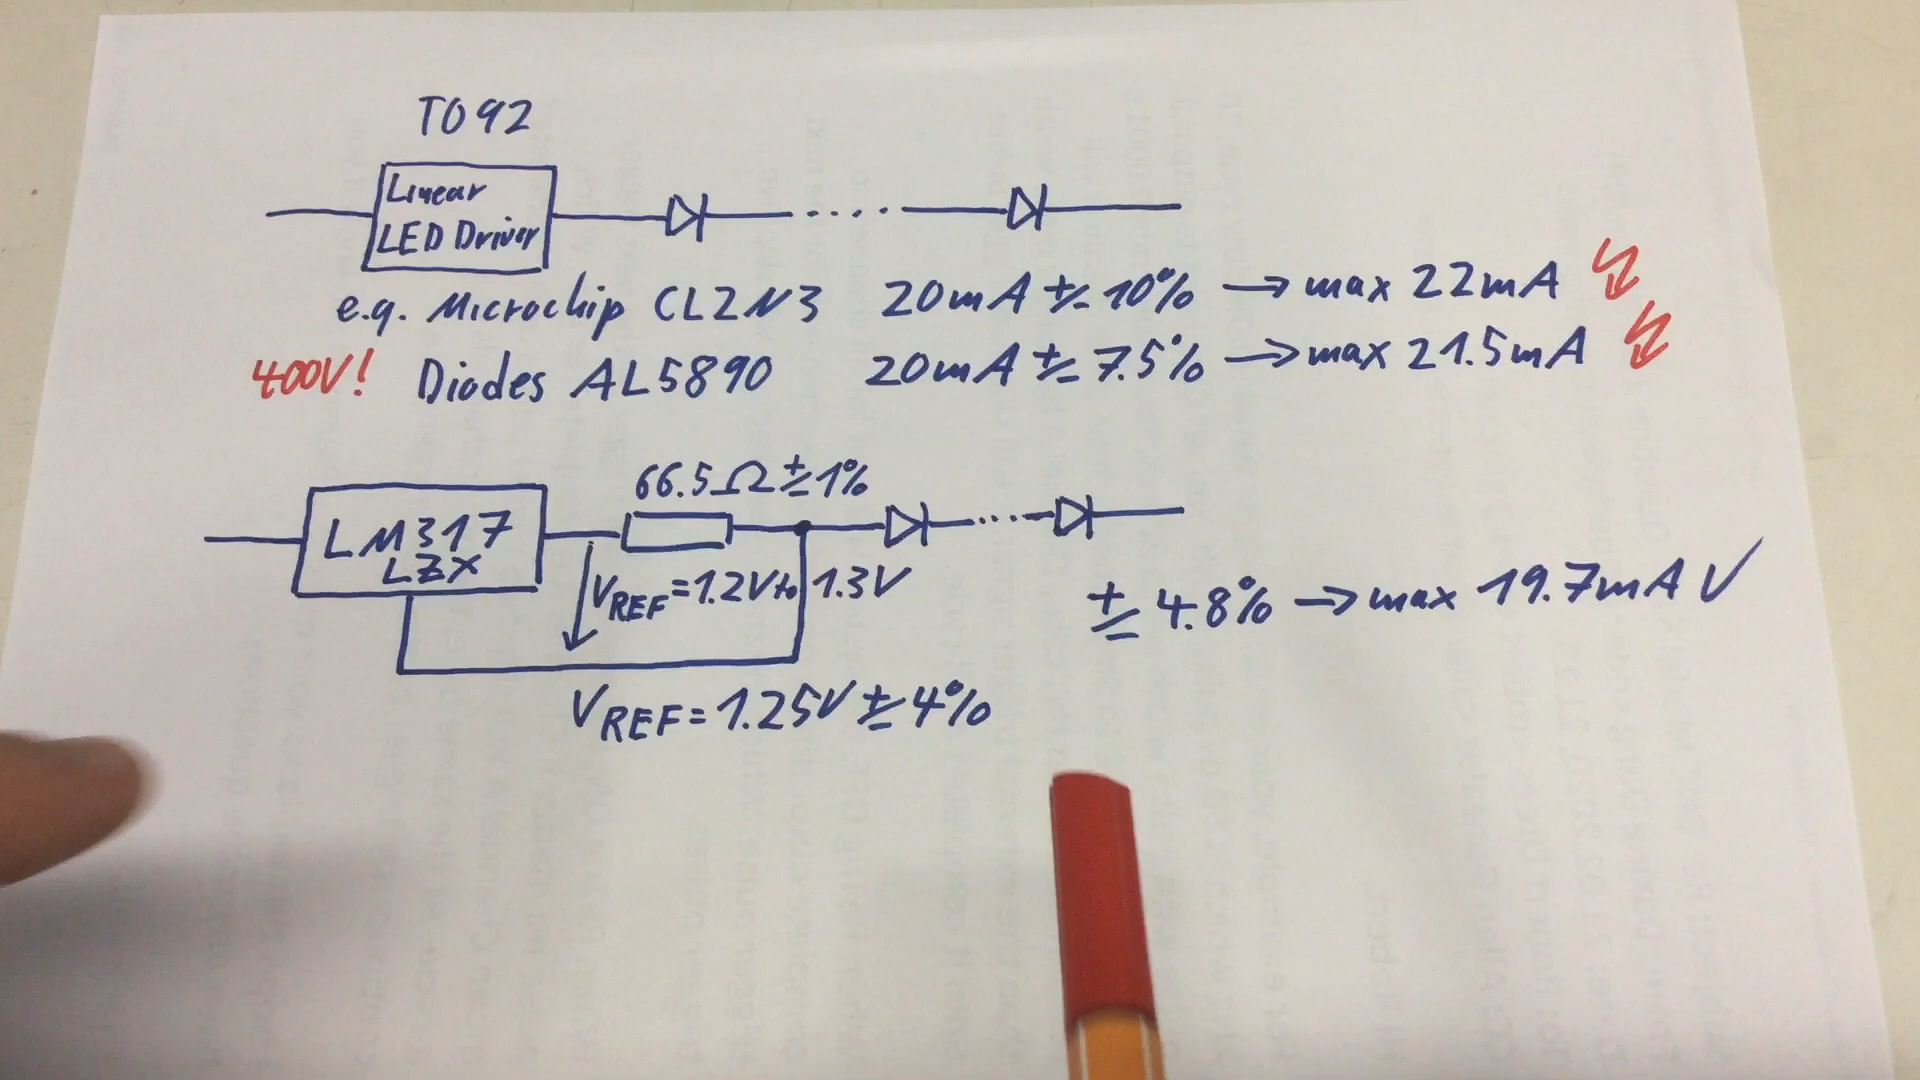 TO92
Linear
LED Driver
e.g. Microchip CL2N3 20mA ± 10% → max 22mA
400V! Diodes AL5890 20mA ± 7.5% → max 21.5mA
66.5Ω ± 1%
LM317
LZX
VREF = 1.2V to 1.3V
± 4.8% → max 19.7mA ✓
VREF = 1.25V ± 4%